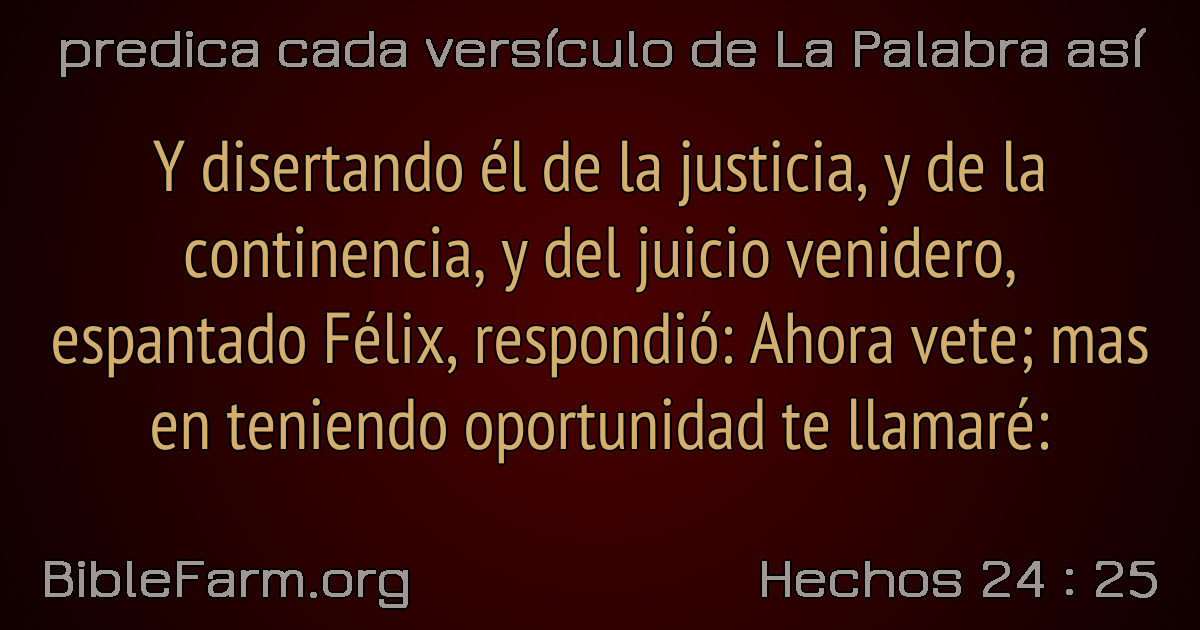 predica cada versículo de La Palabra así
Y disertando él de la justicia, y de la
continencia, y del juicio venidero,
espantado Félix, respondió: Ahora vete; mas
en teniendo oportunidad te llamaré:
BibleFarm.org
Hechos 24 : 25